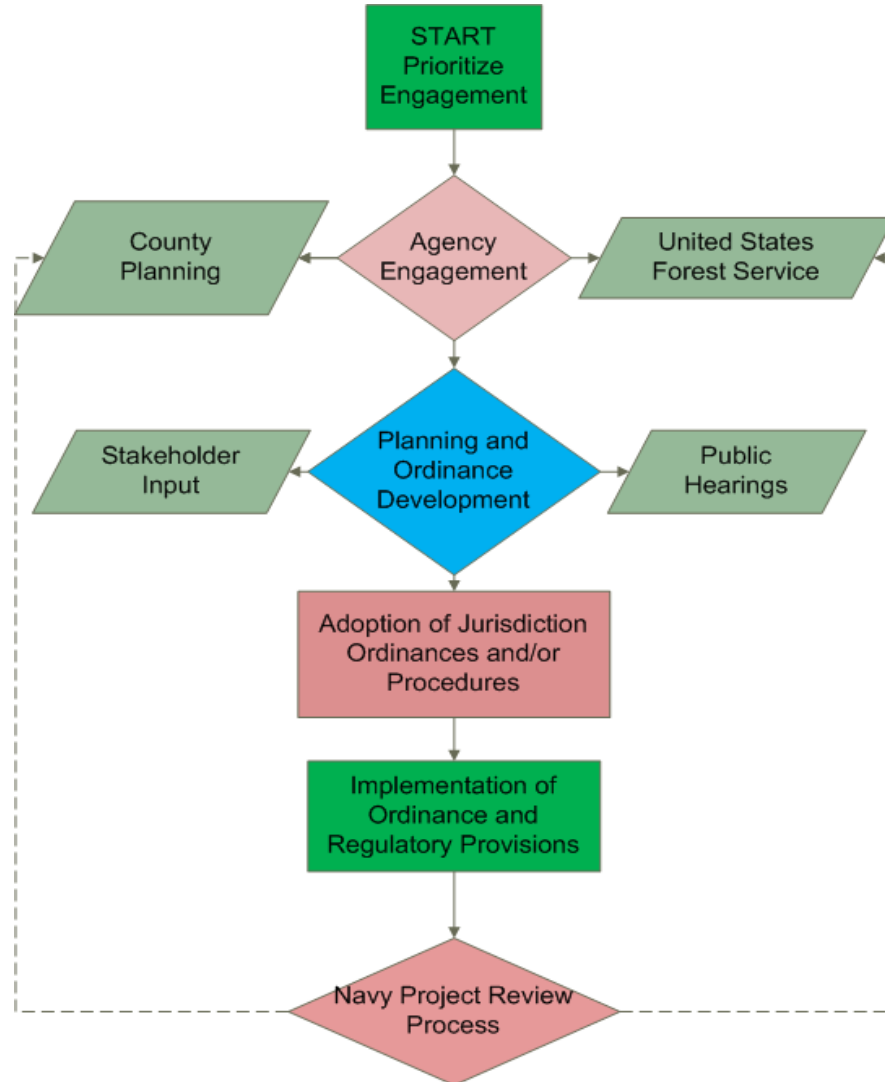 START
Prioritize
Engagement
County
Planning
Agency
Engagement
United States
Forest Service
Stakeholder
Input
Planning and
Ordinance
Development
Public
Hearings
Adoption of Jurisdiction
Ordinances and/or
Procedures
Implementation of
Ordinance and
Regulatory Provisions
Navy Project Review
Process